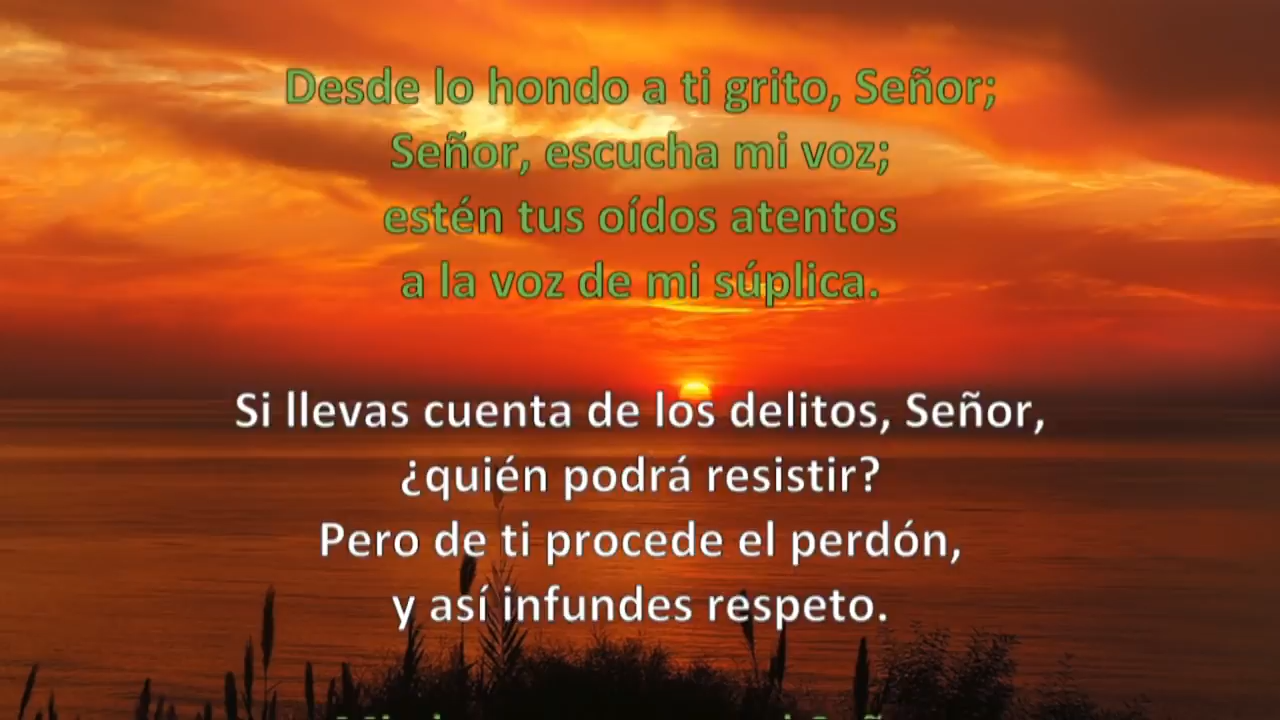 Desde lo hondo a ti grito, Señor;
Señor, escucha mi voz;
estén tus oídos atentos
a la voz de mi súplica.
Si llevas cuenta de los delitos, Señor,
¿quién podrá resistir?
Pero de ti procede el perdón,
y así infundes respeto.